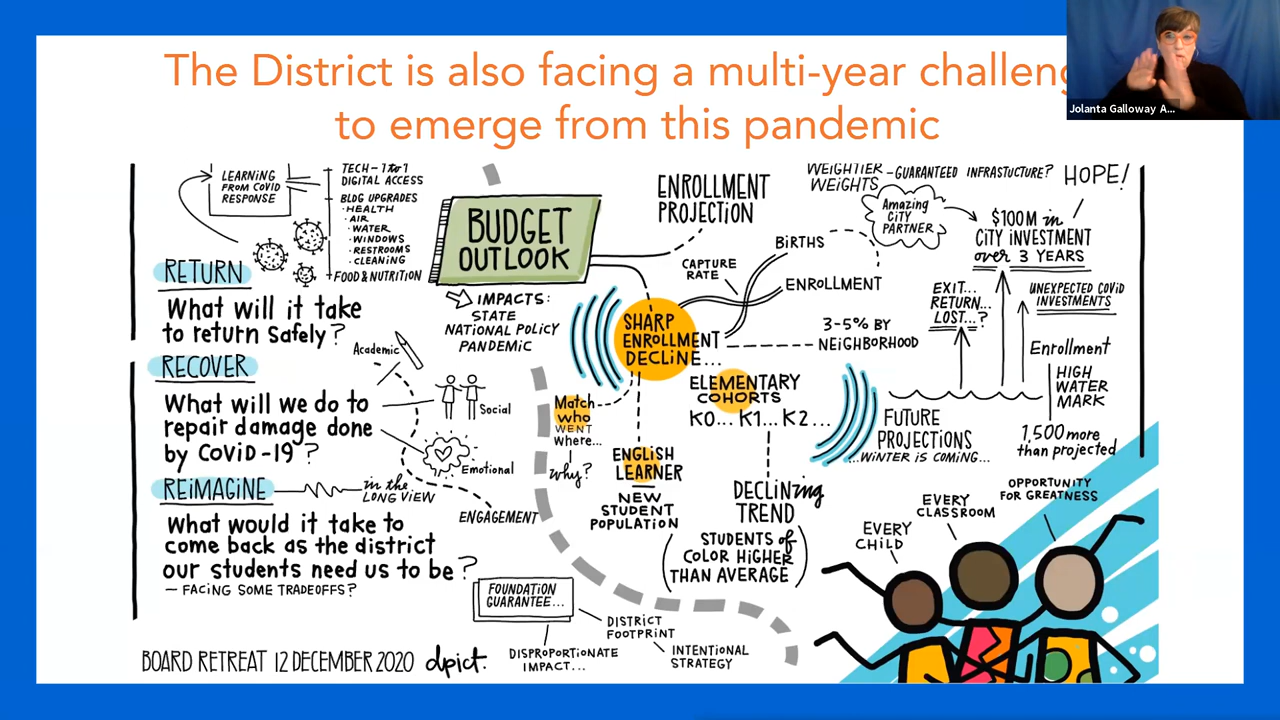 The District is also facing a multi-year challeng
to emerge from this pandemic
Jolanta Galloway A...
LEARNING
FROM COVID
RESPONSE
TECH - 1 to 1
DIGITAL ACCESS
BLDG UPGRADES
· HEALTH
· AIR
· WATER
· WINDOWS
· RESTROOMS
· CLEANING
FOOD & NUTRITION
RETURN
What will it take
to return Safely?
RECOVER
What will we do to
repair damage done
by COVID-19?
Academic
Social
Emotional
ENGAGEMENT
REIMAGINE
in the
LONG VIEW
What would it take to
come back as the district
our students need us to be?
— FACING SOME TRADEOFFS?
BOARD RETREAT 12 DECEMBER 2020
dpict.
BUDGET
OUTLOOK
IMPACTS:
STATE
NATIONAL POLICY
PANDEMIC
ENROLLMENT
PROJECTION
SHARP
ENROLLMENT
DECLINE...
CAPTURE
RATE
BIRTHS
ENROLLMENT
3-5% BY
NEIGHBORHOOD
ELEMENTARY
COHORTS
K0... K1... K2...
Match
who
WENT
where...
why?
ENGLISH
LEARNER
NEW
STUDENT
POPULATION
DECLINING
TREND
(STUDENTS of
COLOR HIGHER
THAN AVERAGE)
FOUNDATION
GUARANTEE...
DISTRICT
FOOTPRINT
DISPROPORTIONATE
IMPACT...
INTENTIONAL
STRATEGY
WEIGHTIER
WEIGHTS
- GUARANTEED INFRASTUCTURE?
HOPE!
Amazing
CITY
PARTNER
$100M in
CITY INVESTMENT
over 3 YEARS
EXIT...
RETURN...
LOST...?
UNEXPECTED COVID
INVESTMENTS
Enrollment
HIGH
WATER
MARK
1,500 more
than projected
FUTURE
PROJECTIONS
...WINTER IS COMING...
EVERY
CHILD
EVERY
CLASSROOM
OPPORTUNITY
FOR GREATNESS